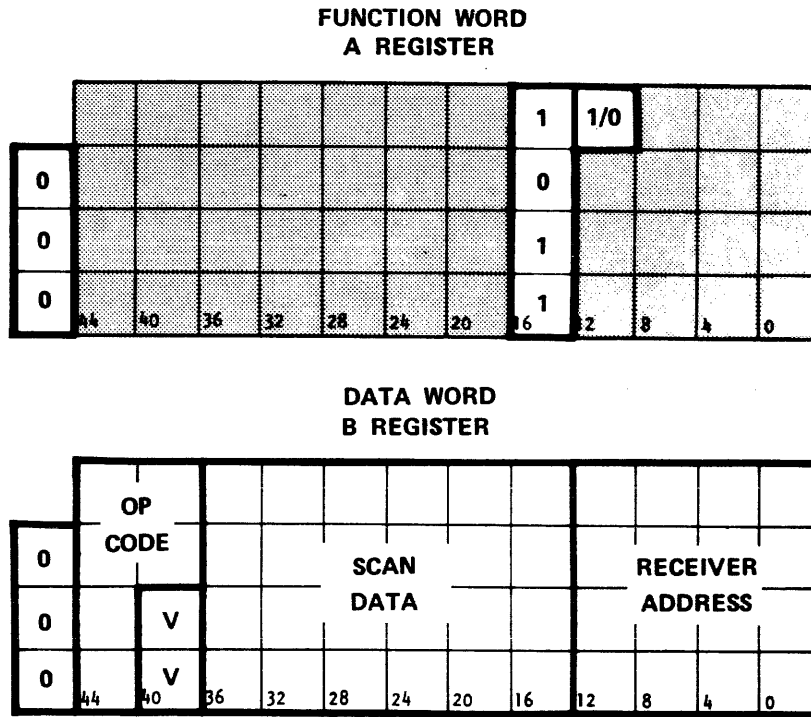 FUNCTION WORD
A REGISTER
1 1/0
0 0
0 1
0 1
44 40 36 32 28 24 20 16 12 8 4 0
DATA WORD
B REGISTER
OP
CODE
0
SCAN
DATA
RECEIVER
ADDRESS
0 V
0 V
44 40 36 32 28 24 20 16 12 8 4 0